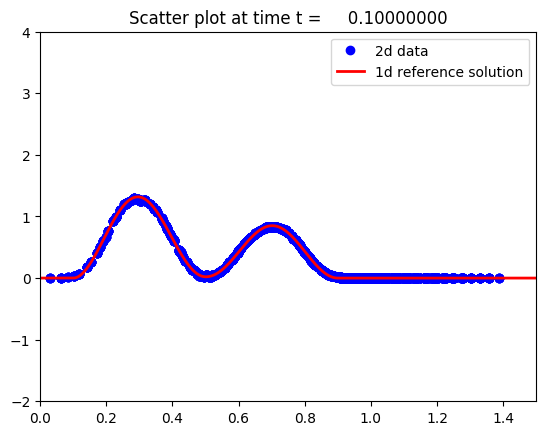 Scatter plot at time t =     0.10000000
2d data
1d reference solution
4
3
2
1
0
−1
−2
0.0 0.2 0.4 0.6 0.8 1.0 1.2 1.4